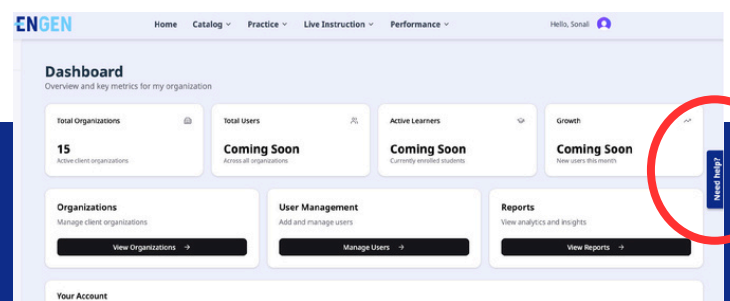 ENGEN
Home Catalog Practice Live Instruction Performance Hello, Sonali
Dashboard
Overview and key metrics for my organization
Total Organizations
15
Active client organizations
Total Users
Coming Soon
Across all organizations
Active Learners
Coming Soon
Currently enrolled students
Growth
Coming Soon
New users this month
Need help?
Organizations
Manage client organizations
View Organizations →
User Management
Add and manage users
Manage Users →
Reports
View analytics and insights
View Reports →
Your Account